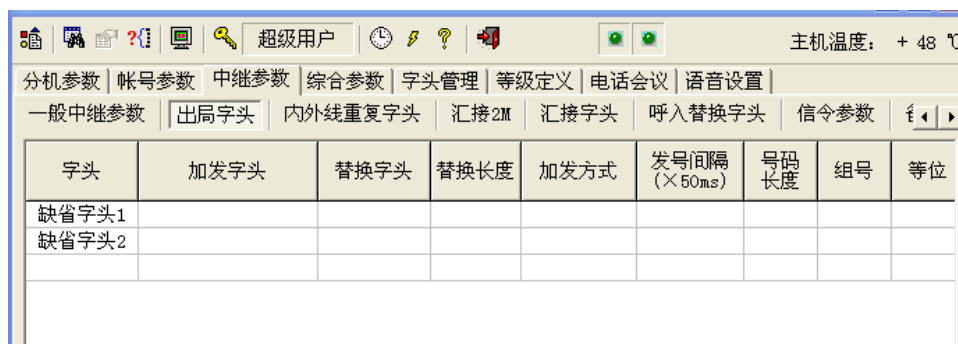 超级用户 主机温度: + 48 ℃
分机参数 帐号参数 中继参数 综合参数 字头管理 等级定义 电话会议 语音设置
一般中继参数 出局字头 内外线重复字头 汇接2M 汇接字头 呼入替换字头 信令参数
字头 加发字头 替换字头 替换长度 加发方式 发号间隔 号码 组号 等位
(×50ms) 长度
缺省字头1
缺省字头2